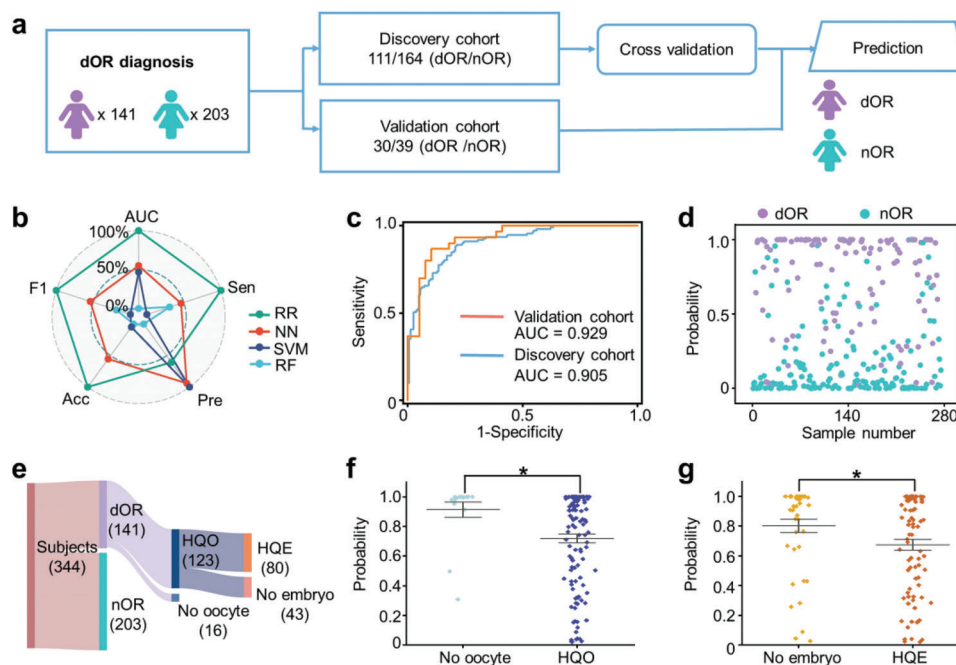 a
dOR diagnosis
x 141
x 203
Discovery cohort
111/164 (dOR/nOR)
Validation cohort
30/39 (dOR /nOR)
Cross validation
Prediction
dOR
nOR
b
AUC
100%
50%
0%
F1
Sen
Acc
Pre
RR
NN
SVM
RF
c
Sensitivity
1.0
0.5
0
0
0.5
1.0
1-Specificity
Validation cohort
AUC = 0.929
Discovery cohort
AUC = 0.905
d
dOR
nOR
Probability
1.0
0.5
0
0
140
280
Sample number
e
Subjects
(344)
dOR
(141)
nOR
(203)
HQO
(123)
No oocyte
(16)
HQE
(80)
No embryo
(43)
f
*
Probability
1.0
0.8
0.6
0.4
0.2
0
No oocyte
HQO
g
*
Probability
1.0
0.8
0.6
0.4
0.2
0
No embryo
HQE